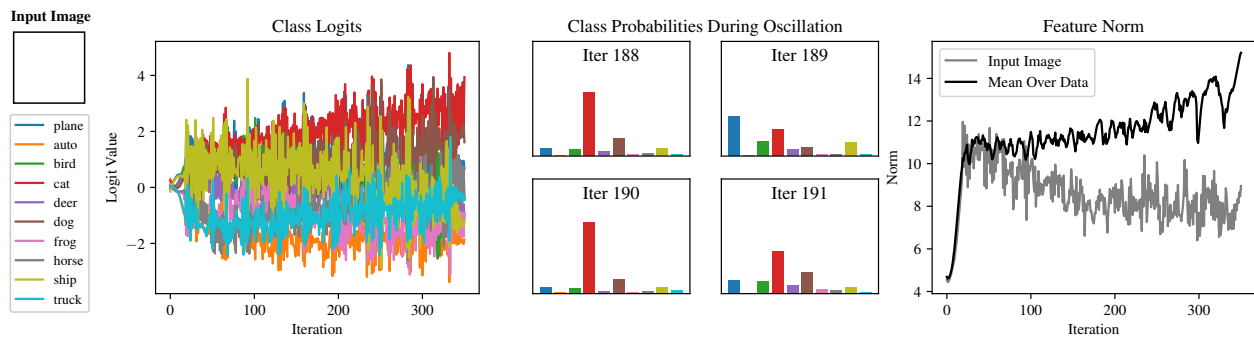 Input Image
plane
auto
bird
cat
deer
dog
frog
horse
ship
truck
Class Logits
Logit Value
4
2
0
−2
0
100
200
300
Iteration
Class Probabilities During Oscillation
Iter 188
Iter 189
Iter 190
Iter 191
Feature Norm
Input Image
Mean Over Data
Norm
14
12
10
8
6
4
0
100
200
300
Iteration